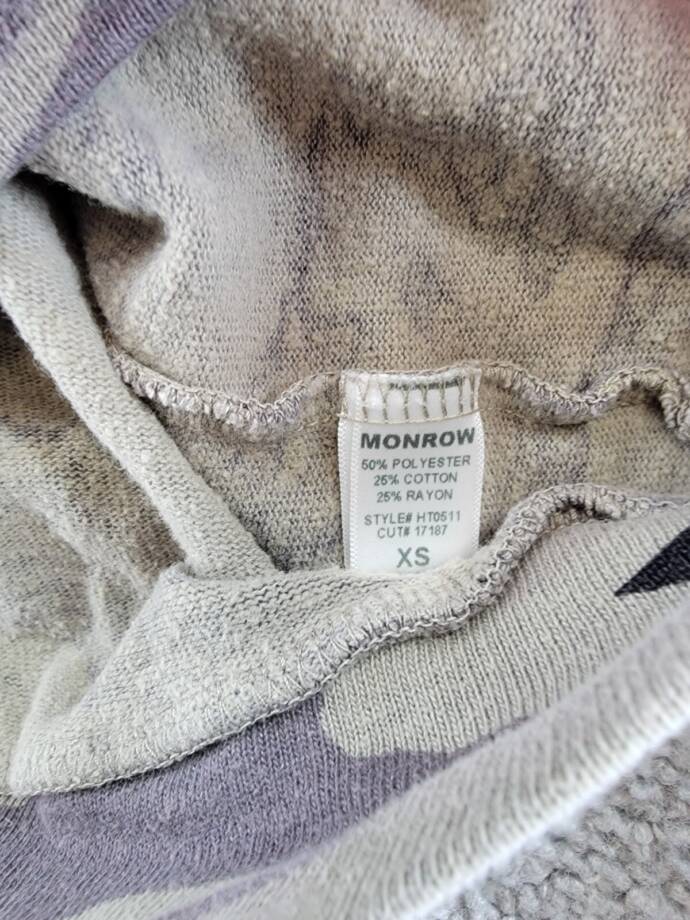 MONROW
50% POLYESTER
25% COTTON
25% RAYON
STYLE# HT0511
CUT# 17187
XS